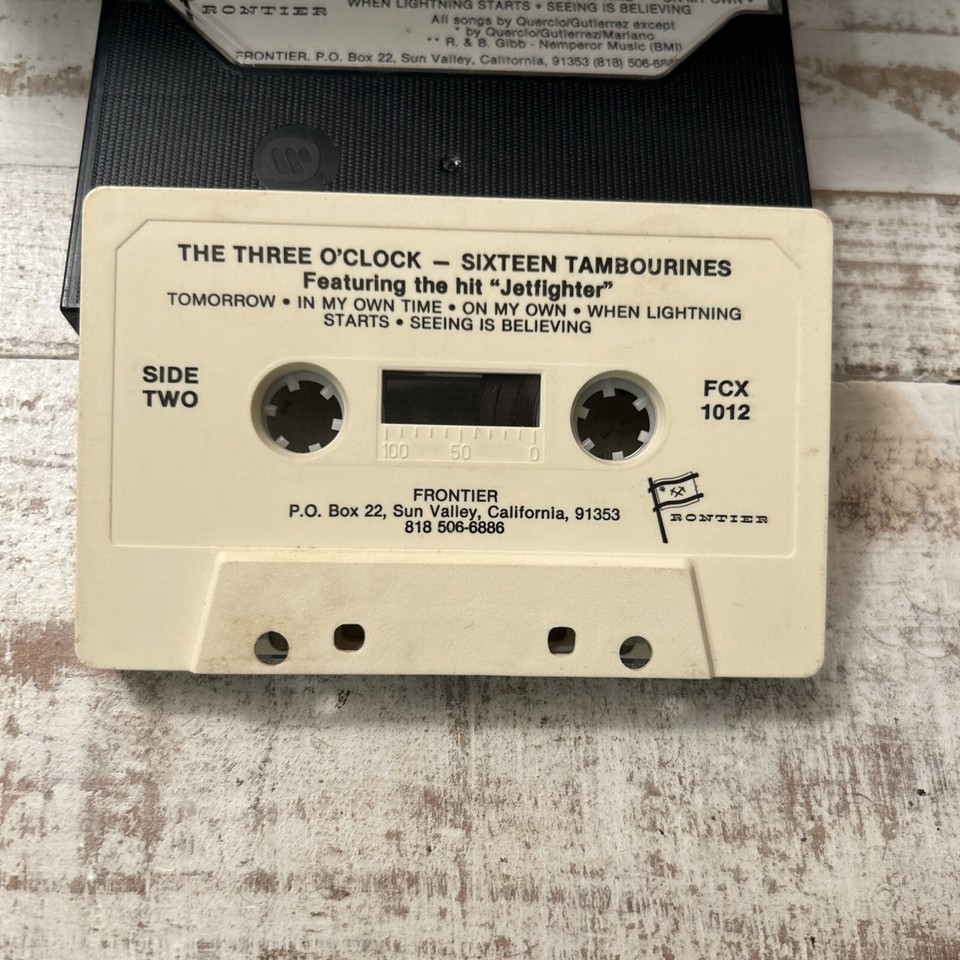 RONTIER
WHEN LIGHTNING STARTS • SEEING IS BELIEVING
All songs by Quercio/Gutierrez except
* by Quercio/Gutierrez/Mariano
** R. & B. Gibb - Nemperor Music (BMI)
FRONTIER, P.O. Box 22, Sun Valley, California, 91353 (818) 506-6886
THE THREE O'CLOCK — SIXTEEN TAMBOURINES
Featuring the hit "Jetfighter"
TOMORROW • IN MY OWN TIME • ON MY OWN • WHEN LIGHTNING
STARTS • SEEING IS BELIEVING
SIDE
TWO
FCX
1012
100 50 0
FRONTIER
P.O. Box 22, Sun Valley, California, 91353
818 506-6886
RONTIER